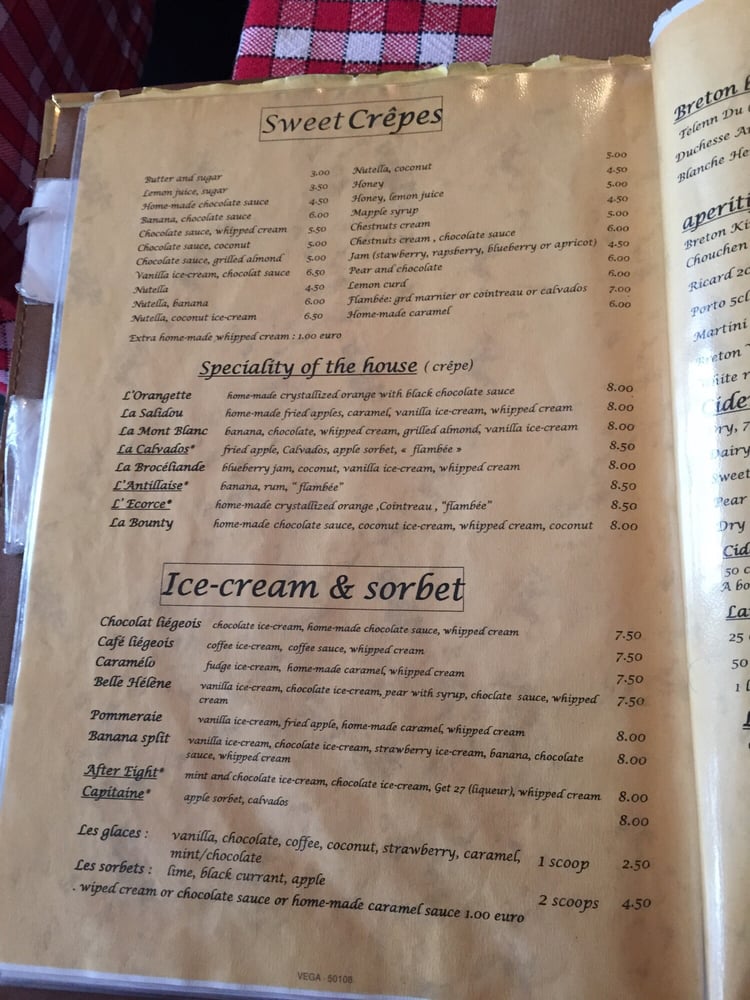 Sweet Crêpes
Butter and sugar 3.00
Lemon juice, sugar 3.50
Home-made chocolate sauce 4.50
Banana, chocolate sauce 6.00
Chocolate sauce, whipped cream 5.50
Chocolate sauce, coconut 5.00
Chocolate sauce, grilled almond 5.00
Vanilla ice-cream, chocolat sauce 6.50
Nutella 4.50
Nutella, banana 6.00
Nutella, coconut ice-cream 6.50
Nutella, coconut 5.00
Honey 4.50
Honey, lemon juice 5.00
Mapple syrup 4.50
Chestnuts cream 5.00
Chestnuts cream , chocolate sauce 6.00
Jam (stawberry, rapsberry, blueberry or apricot) 4.50
Pear and chocolate 6.00
Lemon curd 6.00
Flambée: grd marnier or cointreau or calvados 7.00
Home-made caramel 6.00
Extra home-made whipped cream : 1.00 euro
Speciality of the house ( crêpe)
L'Orangette home-made crystallized orange with black chocolate sauce 8.00
La Salidou home-made fried apples, caramel, vanilla ice-cream, whipped cream 8.00
La Mont Blanc banana, chocolate, whipped cream, grilled almond, vanilla ice-cream 8.00
La Calvados* fried apple, Calvados, apple sorbet, « flambée » 8.50
La Brocéliande blueberry jam, coconut, vanilla ice-cream, whipped cream 8.00
L'Antillaise* banana, rum, "flambée" 8.50
L' Ecorce* home-made crystallized orange ,Cointreau , "flambée" 8.50
La Bounty home-made chocolate sauce, coconut ice-cream, whipped cream, coconut 8.00
Ice-cream & sorbet
Chocolat liégeois chocolate ice-cream, home-made chocolate sauce, whipped cream 7.50
Café liégeois coffee ice-cream, coffee sauce, whipped cream 7.50
Caramélo fudge ice-cream, home-made caramel, whipped cream 7.50
Belle Hélène vanilla ice-cream, chocolate ice-cream, pear with syrup, choclate sauce, whipped 7.50
cream
Pommeraie vanilla ice-cream, fried apple, home-made caramel, whipped cream 8.00
Banana split vanilla ice-cream, chocolate ice-cream, strawberry ice-cream, banana, chocolate 8.00
sauce, whipped cream
After Eight* mint and chocolate ice-cream, chocolate ice-cream, Get 27 (liqueur), whipped cream 8.00
Capitaine* apple sorbet, calvados 8.00
Les glaces : vanilla, chocolate, coffee, coconut, strawberry, caramel, 1 scoop 2.50
mint/chocolate
Les sorbets : lime, black currant, apple 2 scoops 4.50
. wiped cream or chocolate sauce or home-made caramel sauce 1.00 euro
VEGA - 50108
Breton
Telenn Du
Duchesse
Blanche
Breton
Chouchen
Ricard
Porto 5cl
Martini
Breton
Dry,
Dairy
Sweet
Pear
Dry
50 c
A bo
25
50
1